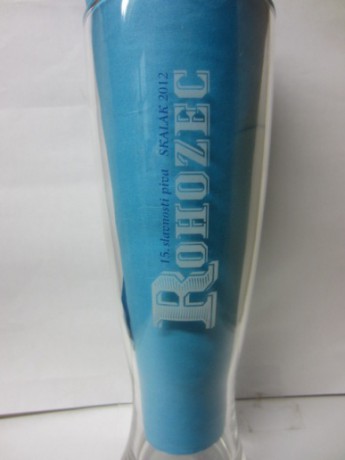 15. slavnosti piva SKALÁK 2012
ROHOZEC